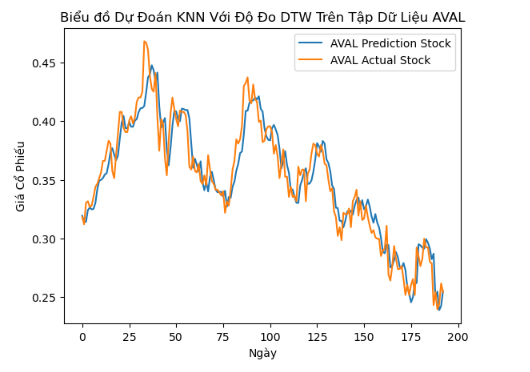 Biểu đồ Dự Đoán KNN Với Độ Đo DTW Trên Tập Dữ Liệu AVAL
AVAL Prediction Stock
AVAL Actual Stock
Giá Cổ Phiếu
0.45
0.40
0.35
0.30
0.25
0 25 50 75 100 125 150 175 200
Ngày